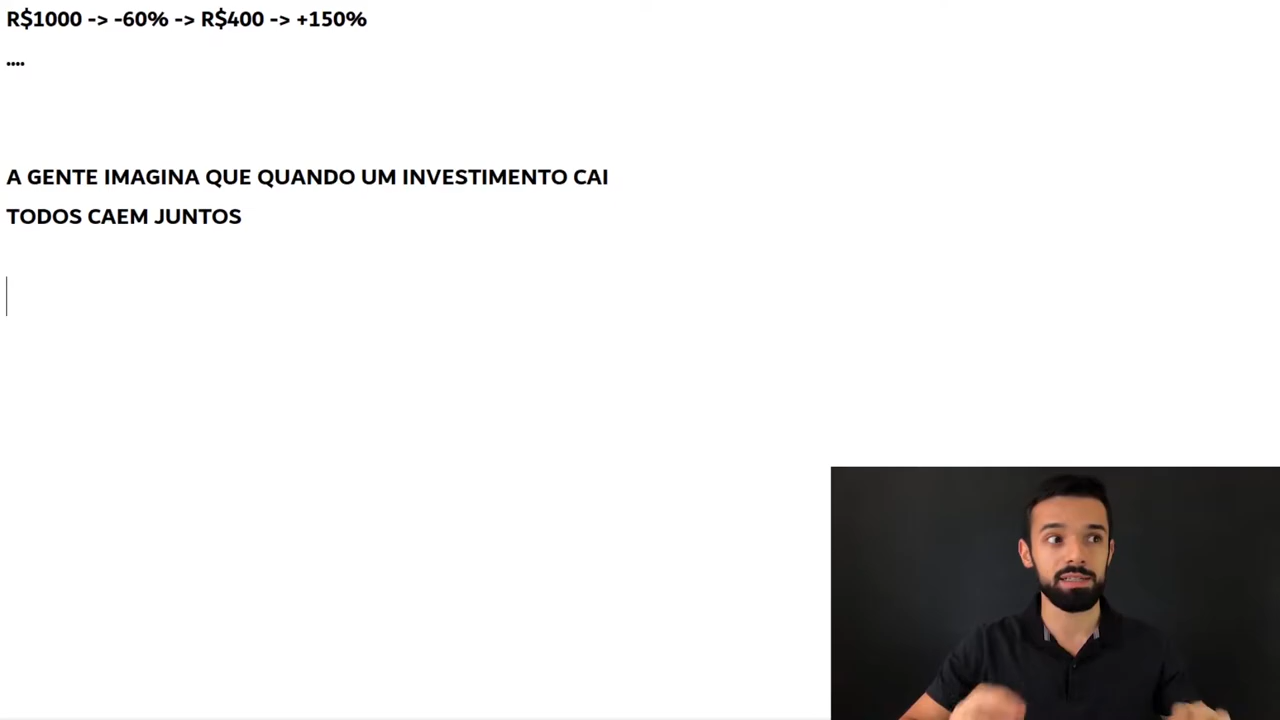 R$1000 -> -60% -> R$400 -> +150%
....
A GENTE IMAGINA QUE QUANDO UM INVESTIMENTO CAI
TODOS CAEM JUNTOS